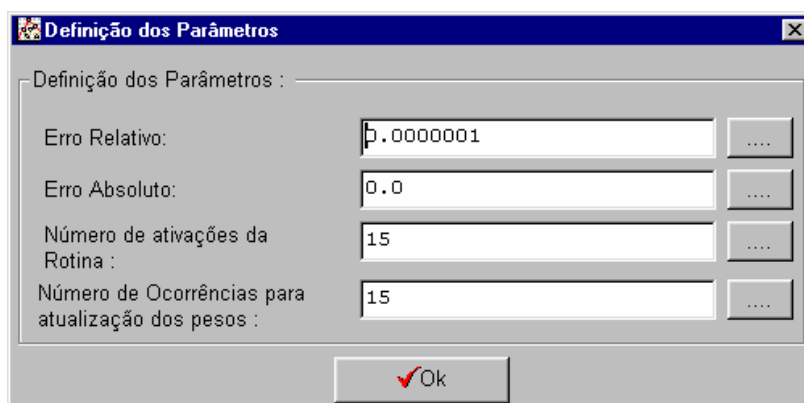 Definição dos Parâmetros
Definição dos Parâmetros :
Erro Relativo:
0.0000001
....
Erro Absoluto:
0.0
....
Número de ativações da
Rotina :
15
....
Número de Ocorrências para
atualização dos pesos :
15
....
Ok